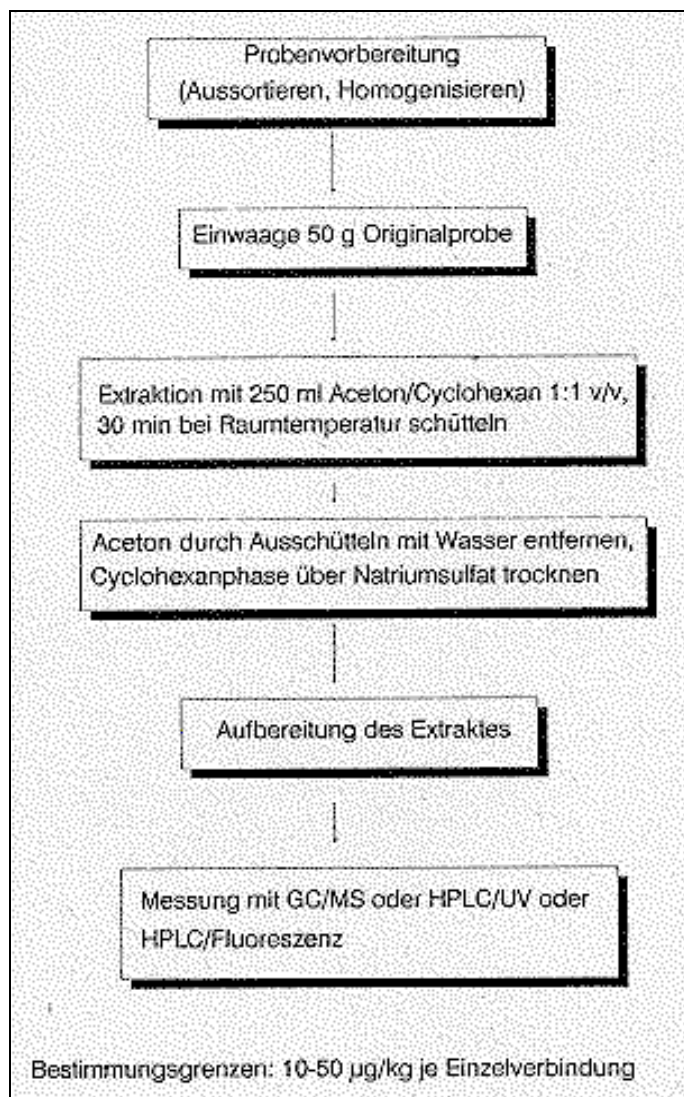 Probenvorbereitung
(Aussortieren, Homogenisieren)
Einwaage 50 g Originalprobe
Extraktion mit 250 ml Aceton/Cyclohexan 1:1 v/v,
30 min bei Raumtemperatur schütteln
Aceton durch Ausschütteln mit Wasser entfernen,
Cyclohexanphase über Natriumsulfat trocknen
Aufbereitung des Extraktes
Messung mit GC/MS oder HPLC/UV oder
HPLC/Fluoreszenz
Bestimmungsgrenzen: 10-50 µg/kg je Einzelverbindung